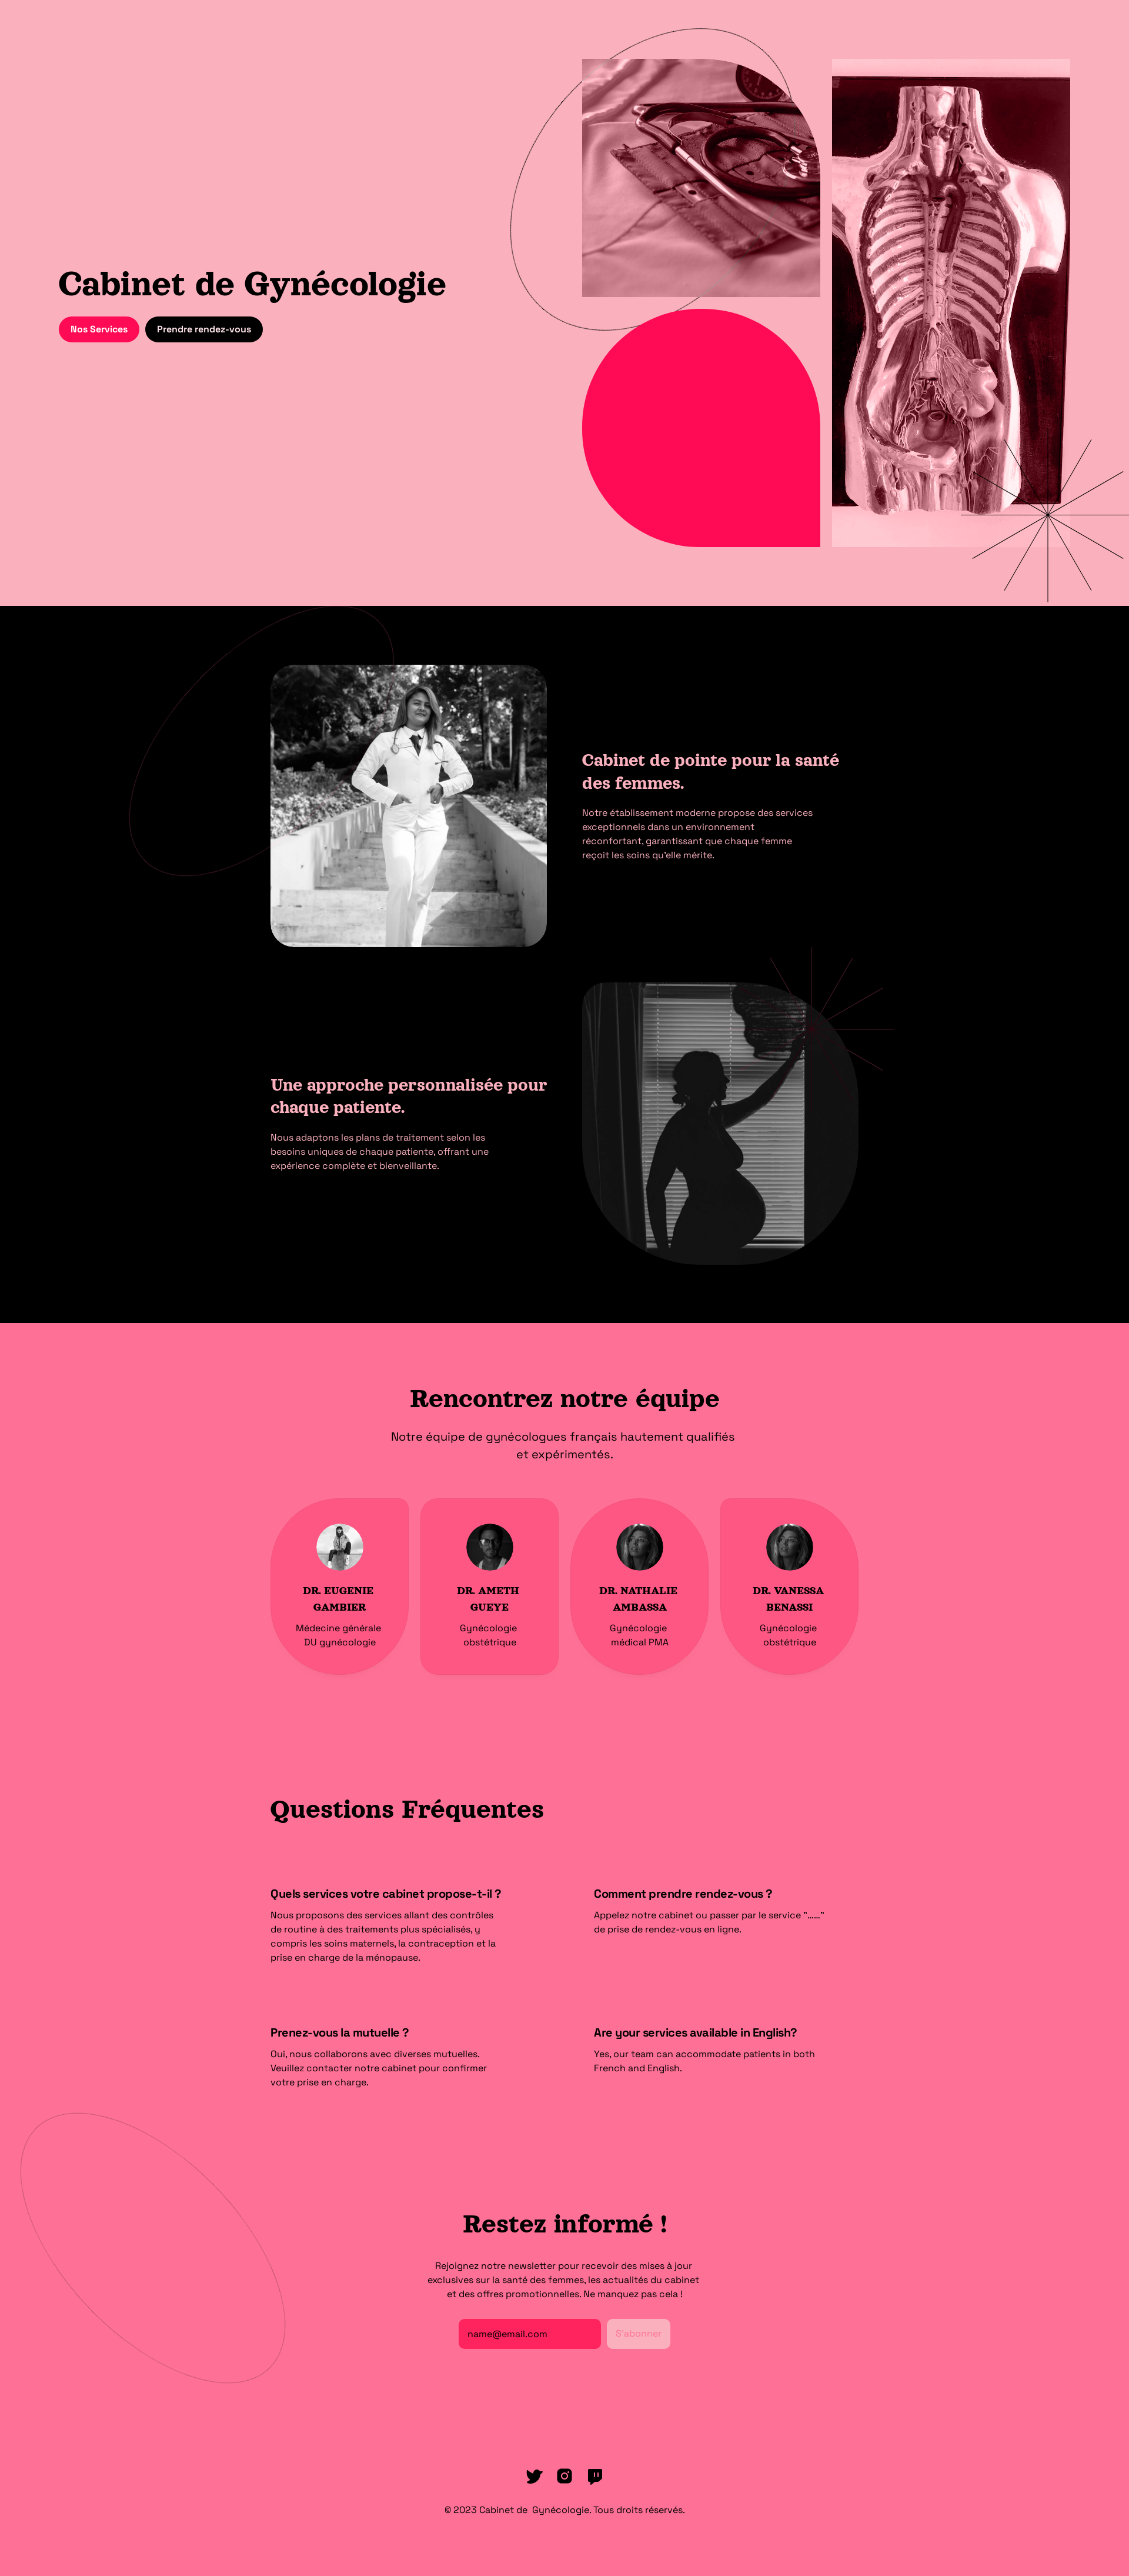 Cabinet de Gynécologie
Nos Services
Prendre rendez-vous
Cabinet de pointe pour la santé
des femmes.
Notre établissement moderne propose des services
exceptionnels dans un environnement
réconfortant, garantissant que chaque femme
reçoit les soins qu'elle mérite.
Une approche personnalisée pour
chaque patiente.
Nous adaptons les plans de traitement selon les
besoins uniques de chaque patiente, offrant une
expérience complète et bienveillante.
Rencontrez notre équipe
Notre équipe de gynécologues français hautement qualifiés
et expérimentés.
DR. EUGENIE
GAMBIER
Médecine générale
DU gynécologie
DR. AMETH
GUEYE
Gynécologie
obstétrique
DR. NATHALIE
AMBASSA
Gynécologie
médical PMA
DR. VANESSA
BENASSI
Gynécologie
obstétrique
Questions Fréquentes
Quels services votre cabinet propose-t-il ?
Nous proposons des services allant des contrôles
de routine à des traitements plus spécialisés, y
compris les soins maternels, la contraception et la
prise en charge de la ménopause.
Comment prendre rendez-vous ?
Appelez notre cabinet ou passer par le service "......"
de prise de rendez-vous en ligne.
Prenez-vous la mutuelle ?
Oui, nous collaborons avec diverses mutuelles.
Veuillez contacter notre cabinet pour confirmer
votre prise en charge.
Are your services available in English?
Yes, our team can accommodate patients in both
French and English.
Restez informé !
Rejoignez notre newsletter pour recevoir des mises à jour
exclusives sur la santé des femmes, les actualités du cabinet
et des offres promotionnelles. Ne manquez pas cela !
name@email.com
S'abonner
© 2023 Cabinet de  Gynécologie. Tous droits réservés.